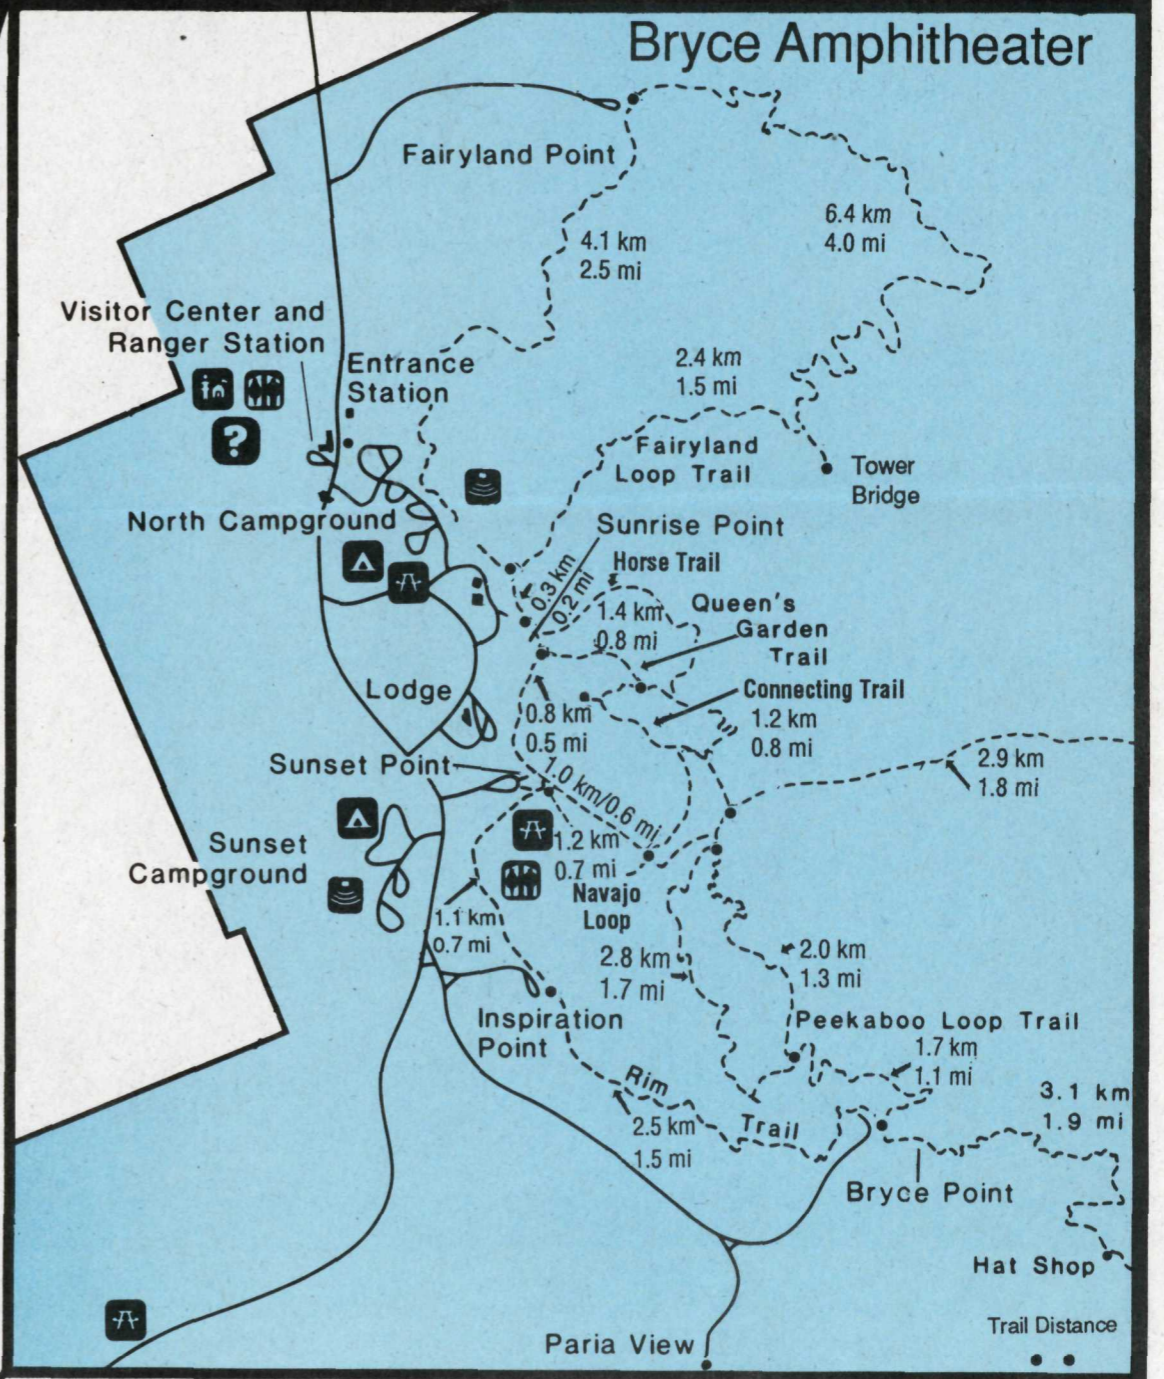 Bryce Amphitheater
Fairyland Point
6.4 km
4.0 mi
4.1 km
2.5 mi
Visitor Center and
Ranger Station
Entrance
Station
2.4 km
1.5 mi
?
Fairyland
Loop Trail
Tower
Bridge
North Campground
Sunrise Point
Horse Trail
0.3 km
0.2 mi
1.4 km
0.8 mi
Queen's
Garden
Trail
Lodge
Connecting Trail
1.2 km
0.8 mi
0.8 km
0.5 mi
Sunset Point
1.0 km/0.6 mi
2.9 km
1.8 mi
Sunset
Campground
1.2 km
0.7 mi
Navajo
Loop
1.1 km
0.7 mi
2.8 km
1.7 mi
2.0 km
1.3 mi
Inspiration
Point
Peekaboo Loop Trail
1.7 km
1.1 mi
Rim
Trail
3.1 km
1.9 mi
2.5 km
1.5 mi
Bryce Point
Hat Shop
Trail Distance
Paria View